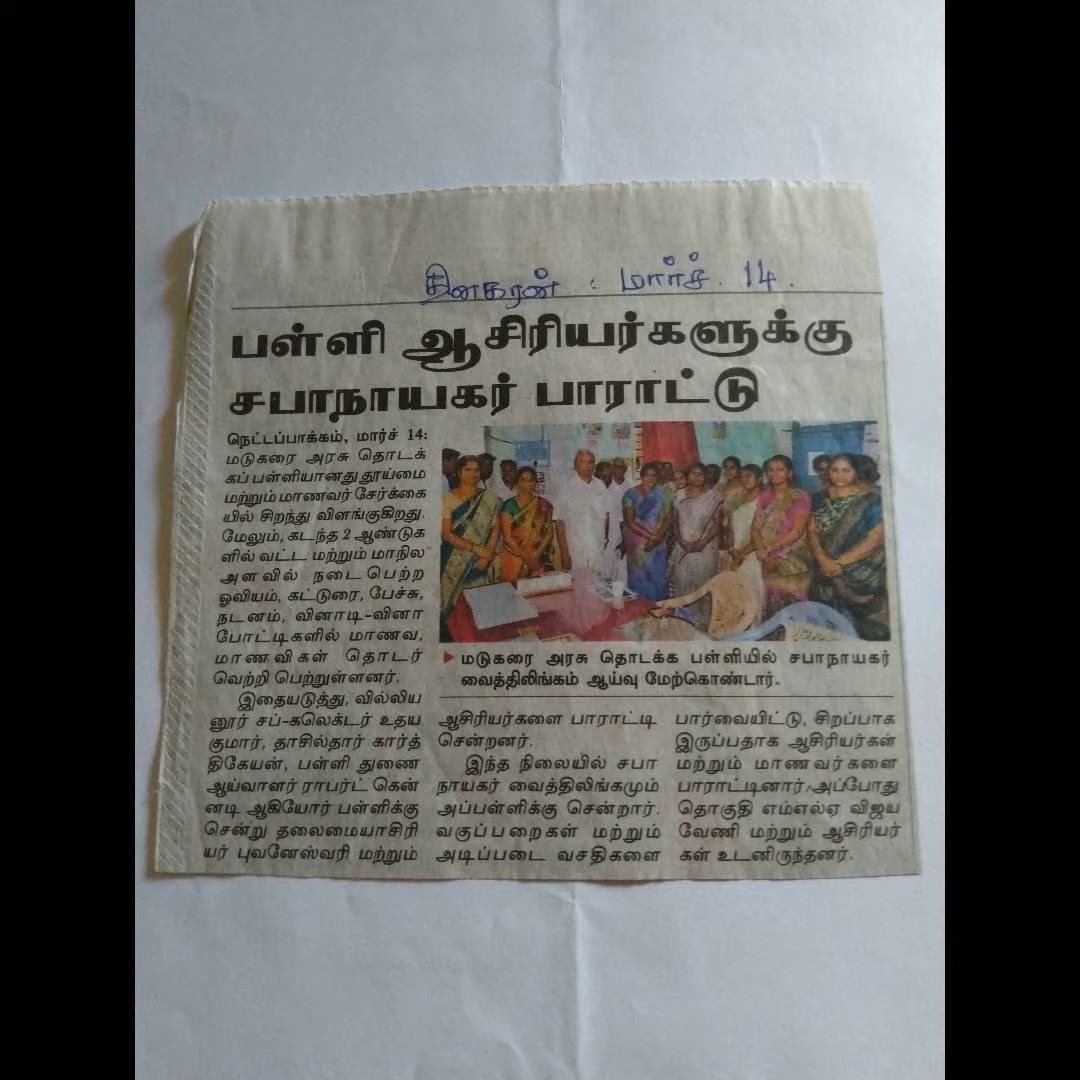 தினகரன் : மார்ச். 14.
பள்ளி ஆசிரியர்களுக்கு
சபாநாயகர் பாராட்டு
நெட்டப்பாக்கம், மார்ச் 14:
மடுகரை அரசு தொடக்
கப் பள்ளியானது தூய்மை
மற்றும் மாணவர் சேர்க்கை
யில் சிறந்து விளங்குகிறது.
மேலும், கடந்த 2 ஆண்டுக
ளில் வட்ட மற்றும் மாநில
அளவில் நடைபெற்ற
ஓவியம், கட்டுரை, பேச்சு,
நடனம், வினாடி-வினா
போட்டிகளில் மாணவ,
மாணவிகள் தொடர்
வெற்றி பெற்றுள்ளனர்.
இதையடுத்து, வில்லிய
னூர் சப்-கலெக்டர் உதய
குமார், தாசில்தார் கார்த்
திகேயன், பள்ளி துணை
ஆய்வாளர் ராபர்ட் கென்
னடி ஆகியோர் பள்ளிக்கு
சென்று தலைமையாசிரி
யர் புவனேஸ்வரி மற்றும்
▶ மடுகரை அரசு தொடக்க பள்ளியில் சபாநாயகர்
வைத்திலிங்கம் ஆய்வு மேற்கொண்டார்.
ஆசிரியர்களை பாராட்டி
சென்றனர்.
இந்த நிலையில் சபா
நாயகர் வைத்திலிங்கமும்
அப்பள்ளிக்கு சென்றார்.
வகுப்பறைகள் மற்றும்
அடிப்படை வசதிகளை
பார்வையிட்டு, சிறப்பாக
இருப்பதாக ஆசிரியர்கள்
மற்றும் மாணவர்களை
பாராட்டினார். அப்போது
தொகுதி எம்எல்ஏ விஜய
வேணி மற்றும் ஆசிரியர்
கள் உடனிருந்தனர்.